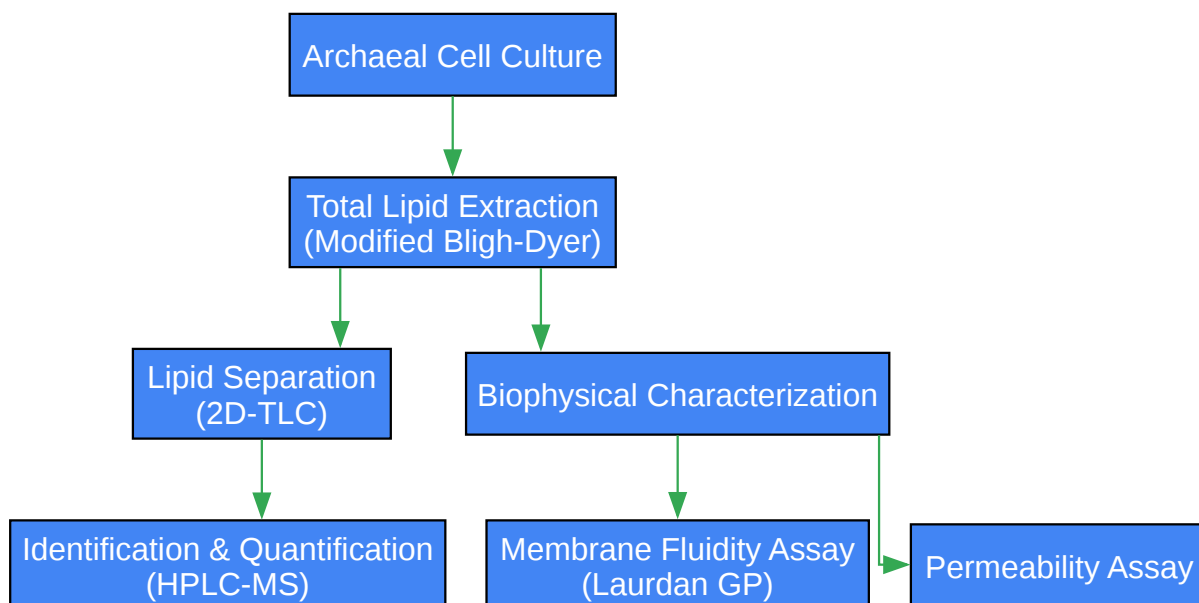 Archaeal Cell Culture
Total Lipid Extraction
(Modified Bligh-Dyer)
Lipid Separation
(2D-TLC)
Biophysical Characterization
Identification & Quantification
(HPLC-MS)
Membrane Fluidity Assay
(Laurdan GP)
Permeability Assay